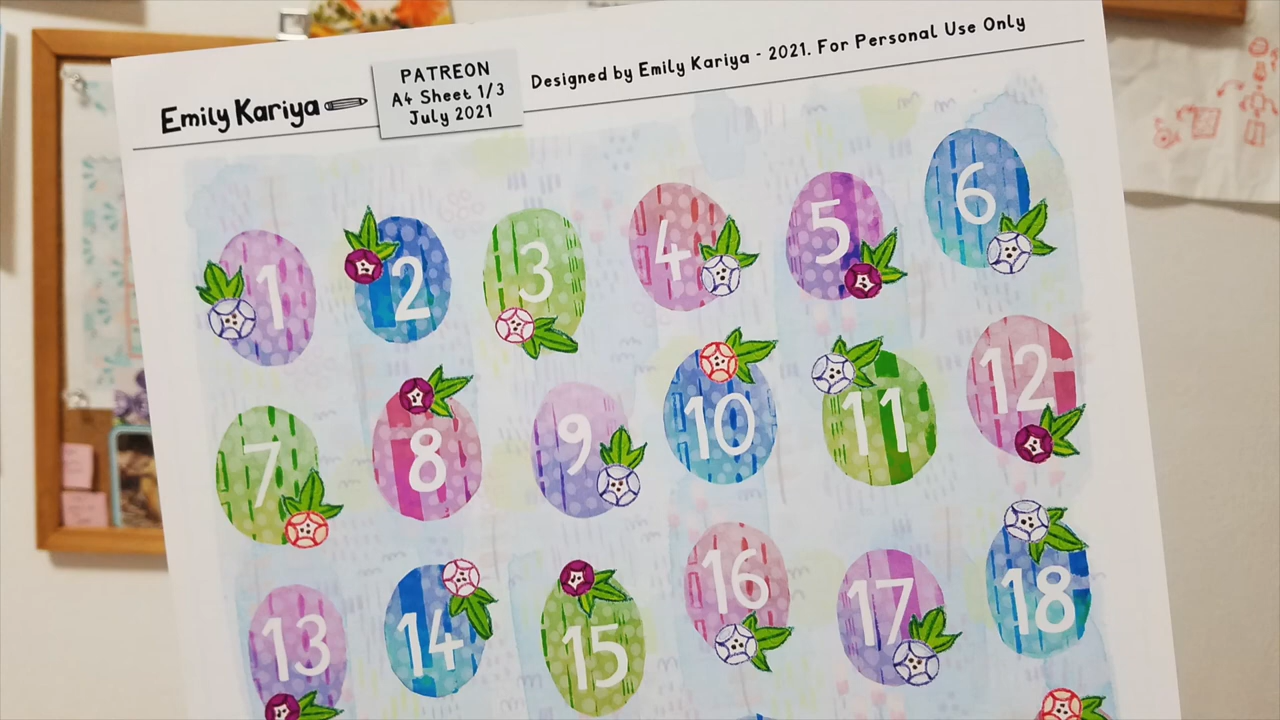 Emily Kariya
PATREON
A4 Sheet 1/3
July 2021
Designed by Emily Kariya - 2021. For Personal Use Only
1 2 3 4 5 6
7 8 9 10 11 12
13 14 15 16 17 18